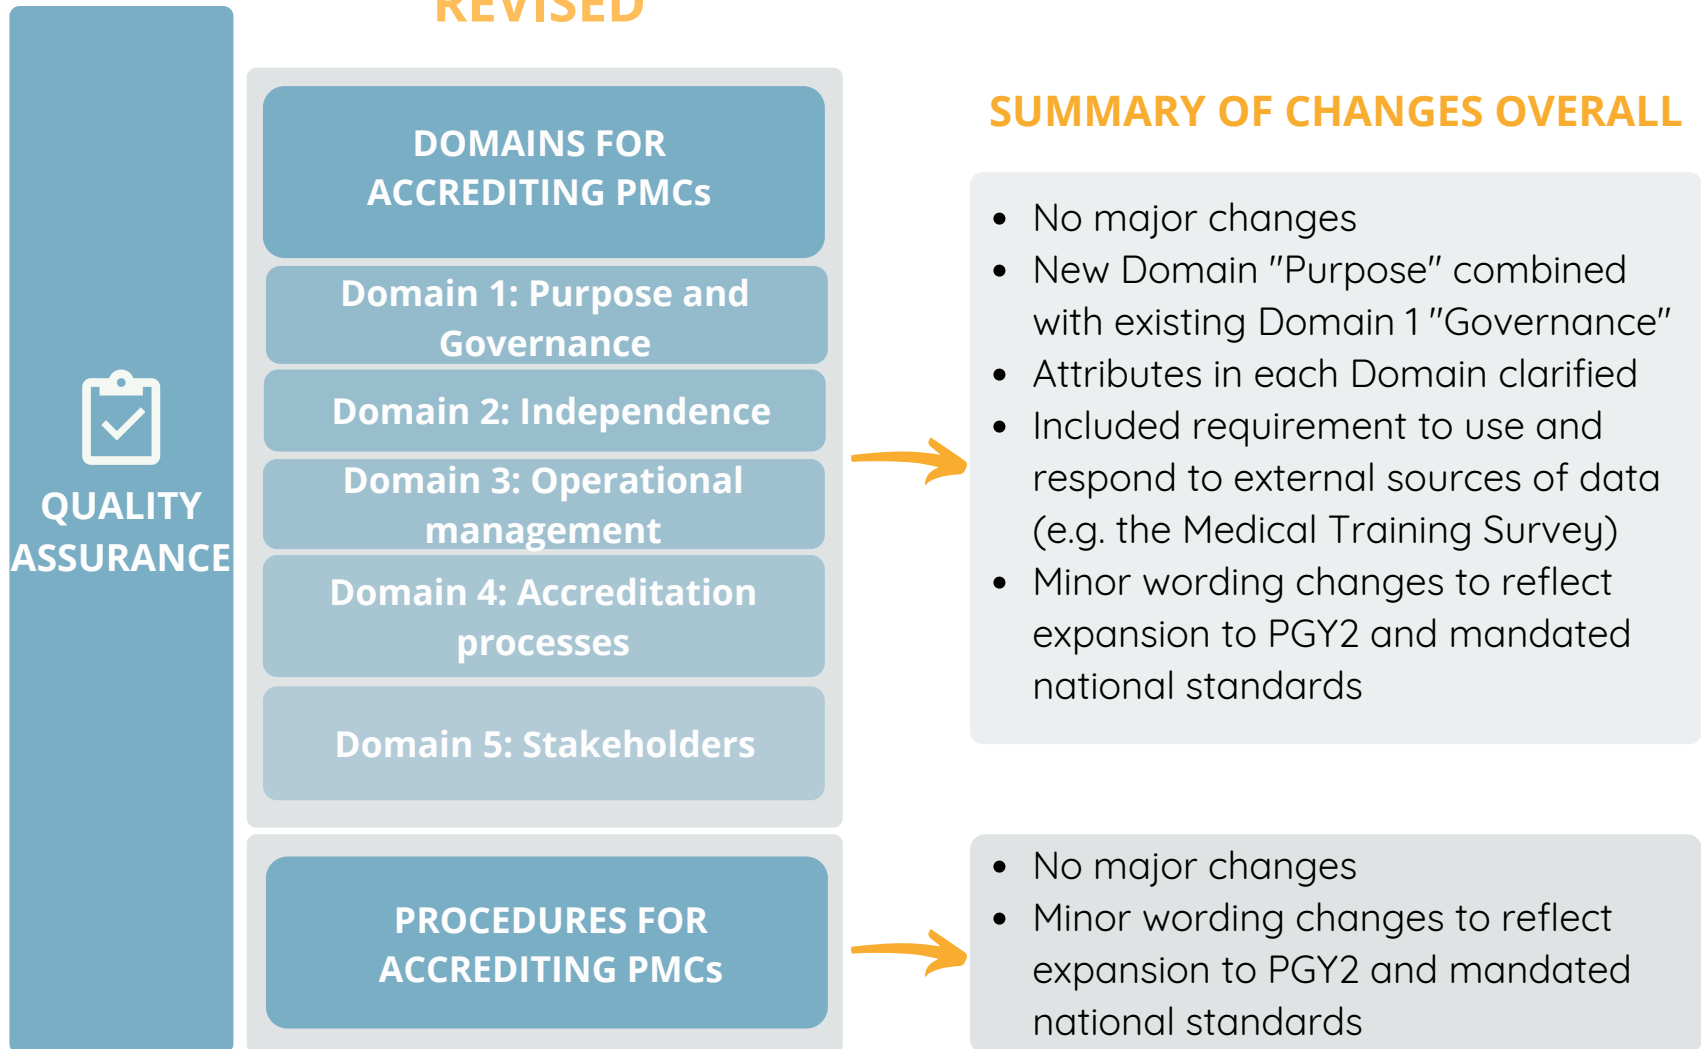 REVISED
QUALITY
ASSURANCE
DOMAINS FOR
ACCREDITING PMCs
Domain 1: Purpose and
Governance
Domain 2: Independence
Domain 3: Operational
management
Domain 4: Accreditation
processes
Domain 5: Stakeholders
SUMMARY OF CHANGES OVERALL
• No major changes
• New Domain "Purpose" combined
with existing Domain 1 "Governance"
• Attributes in each Domain clarified
• Included requirement to use and
respond to external sources of data
(e.g. the Medical Training Survey)
• Minor wording changes to reflect
expansion to PGY2 and mandated
national standards
PROCEDURES FOR
ACCREDITING PMCs
• No major changes
• Minor wording changes to reflect
expansion to PGY2 and mandated
national standards